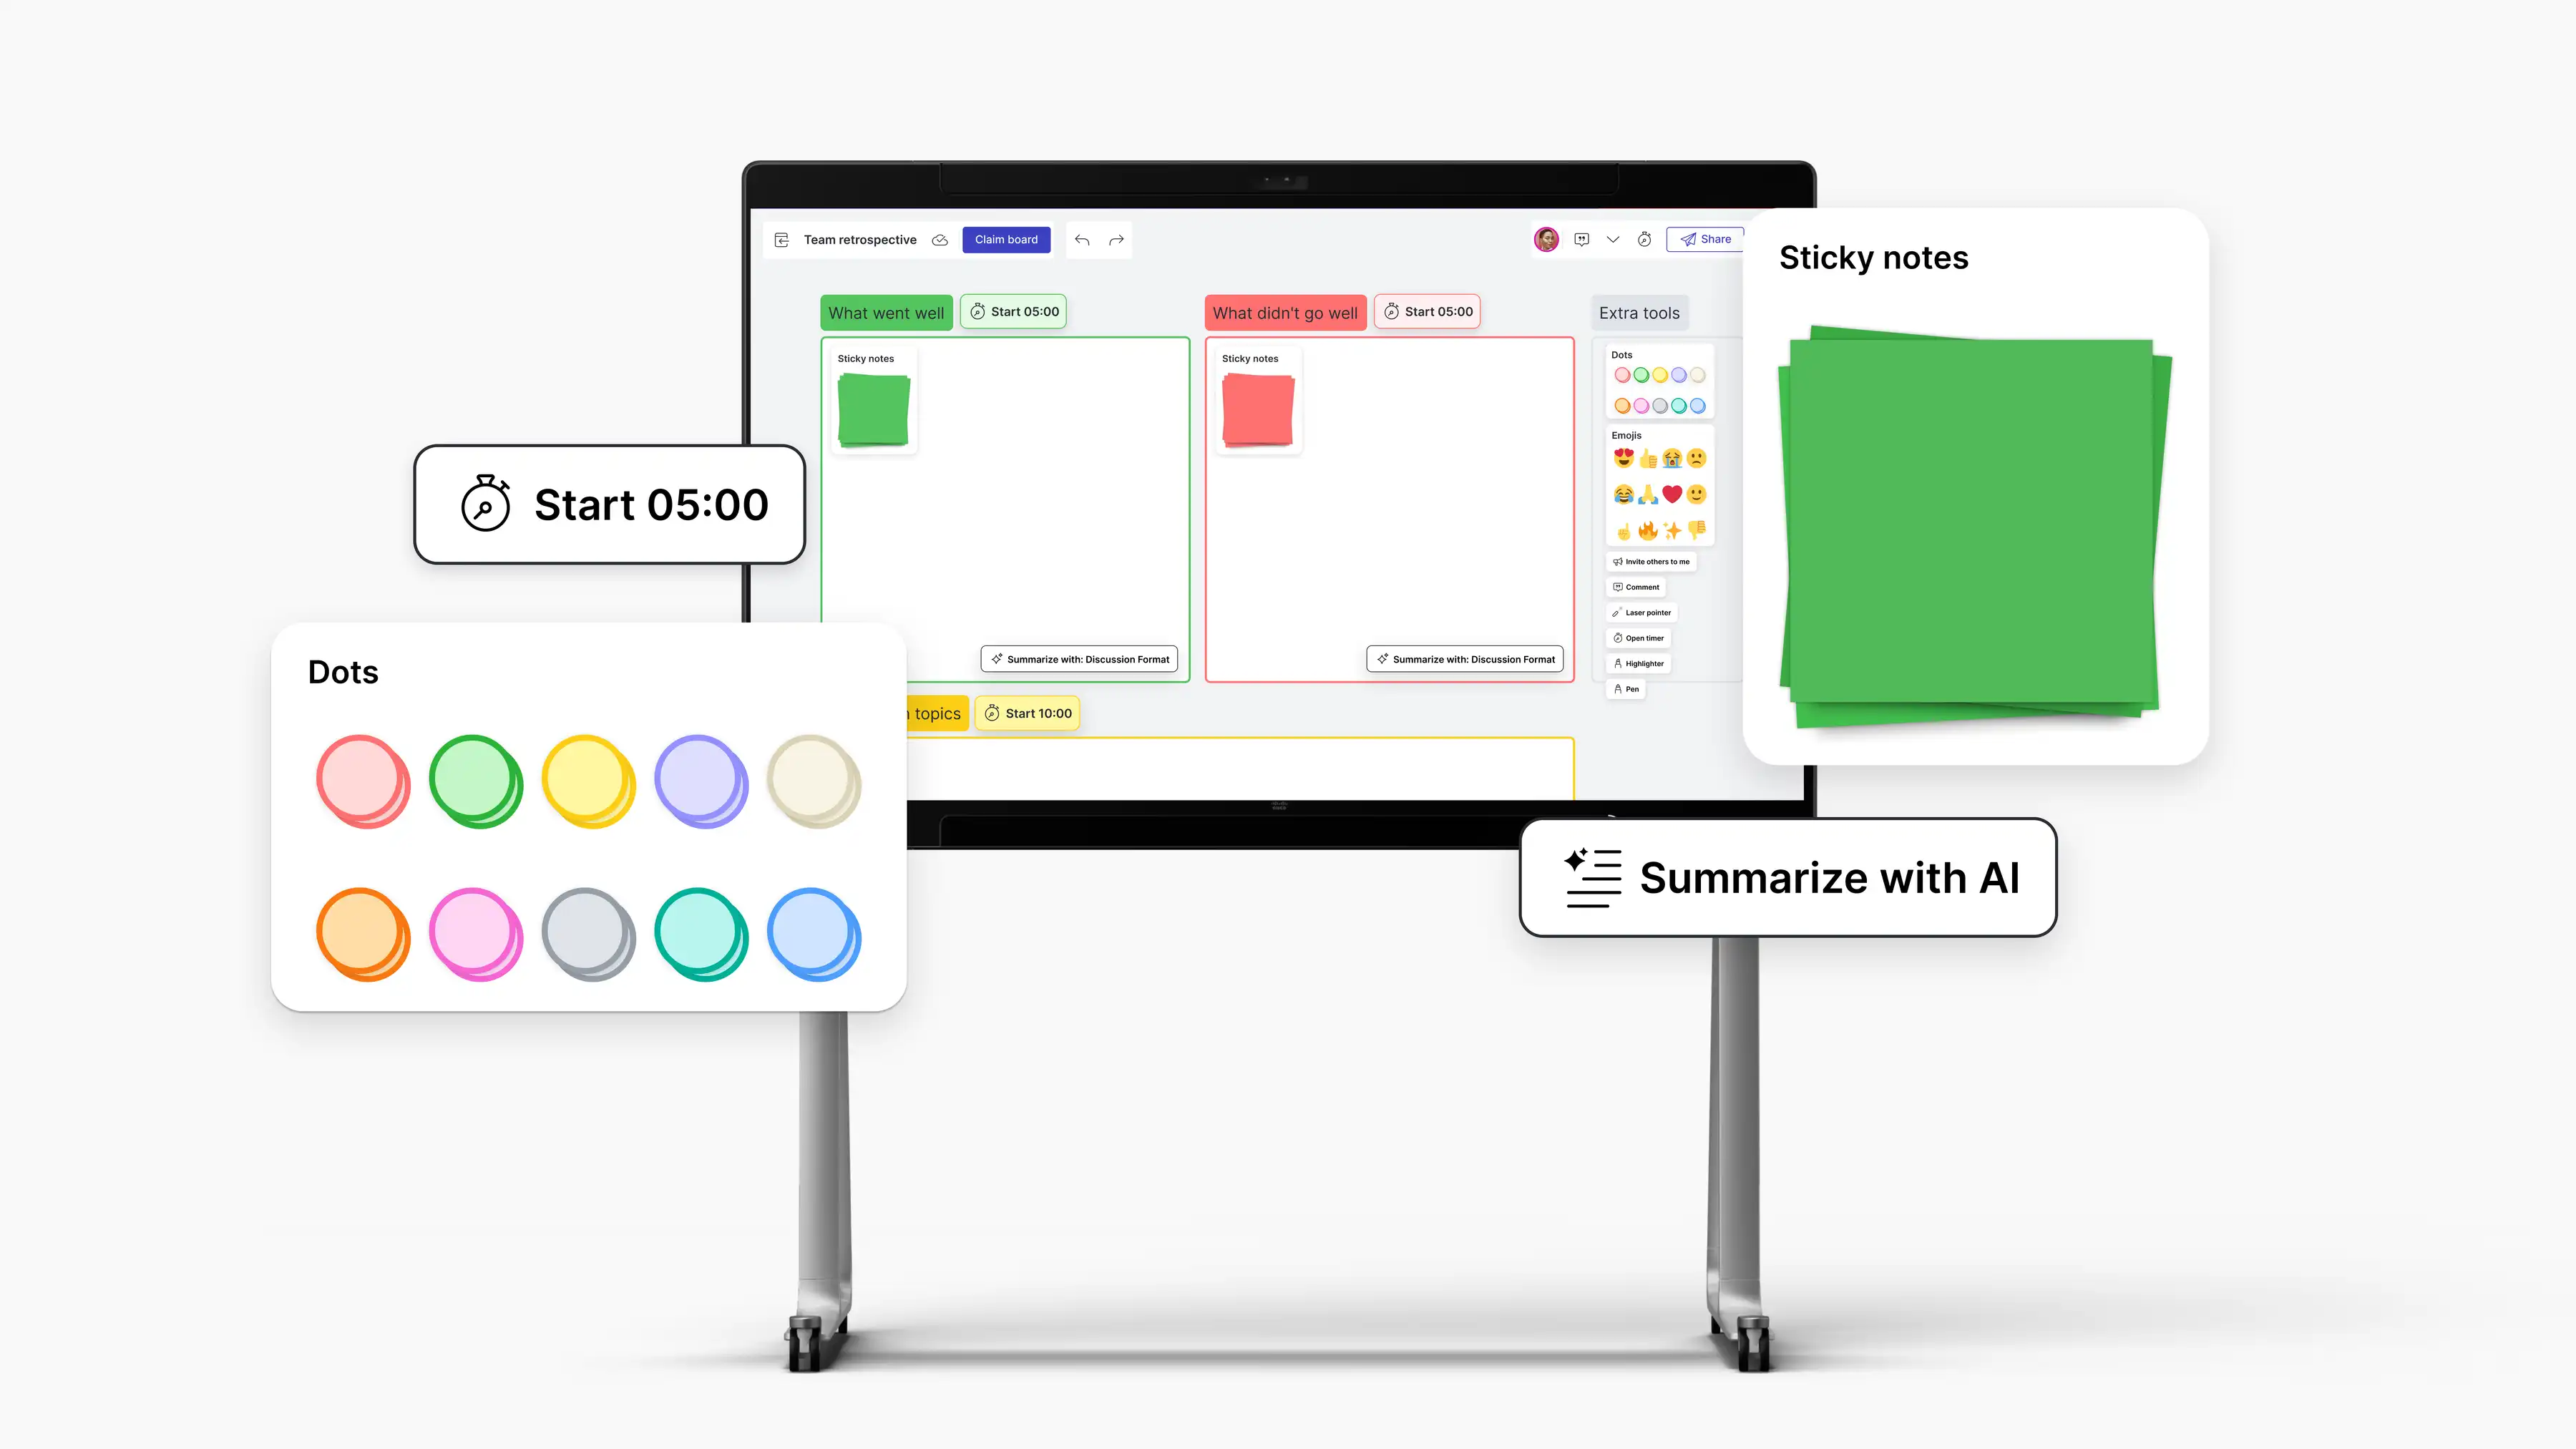 Team retrospective
Claim board
Share
Sticky notes
What went well
Start 05:00
What didn't go well
Start 05:00
Extra tools
Sticky notes
Sticky notes
Dots
Emojis
Start 05:00
Invite others to me
Comment
Laser pointer
Open timer
Highlighter
Pen
Summarize with: Discussion Format
Summarize with: Discussion Format
Dots
topics
Start 10:00
Summarize with AI